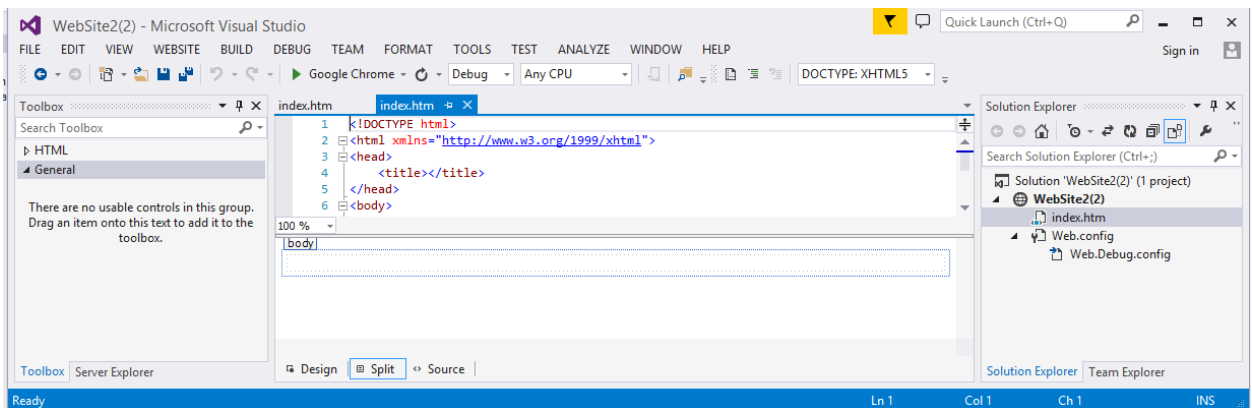 WebSite2(2) - Microsoft Visual Studio
Quick Launch (Ctrl+Q)
FILE EDIT VIEW WEBSITE BUILD DEBUG TEAM FORMAT TOOLS TEST ANALYZE WINDOW HELP
Sign in
Google Chrome Debug Any CPU DOCTYPE: XHTML5
Toolbox
Search Toolbox
HTML
General
There are no usable controls in this group.
Drag an item onto this text to add it to the
toolbox.
Toolbox Server Explorer
index.htm index.htm
1 <!DOCTYPE html>
2 <html xmlns="http://www.w3.org/1999/xhtml">
3 <head>
4 <title></title>
5 </head>
6 <body>
100 %
body
Design Split Source
Solution Explorer
Search Solution Explorer (Ctrl+;)
Solution 'WebSite2(2)' (1 project)
WebSite2(2)
index.htm
Web.config
Web.Debug.config
Solution Explorer Team Explorer
Ready Ln 1 Col 1 Ch 1 INS